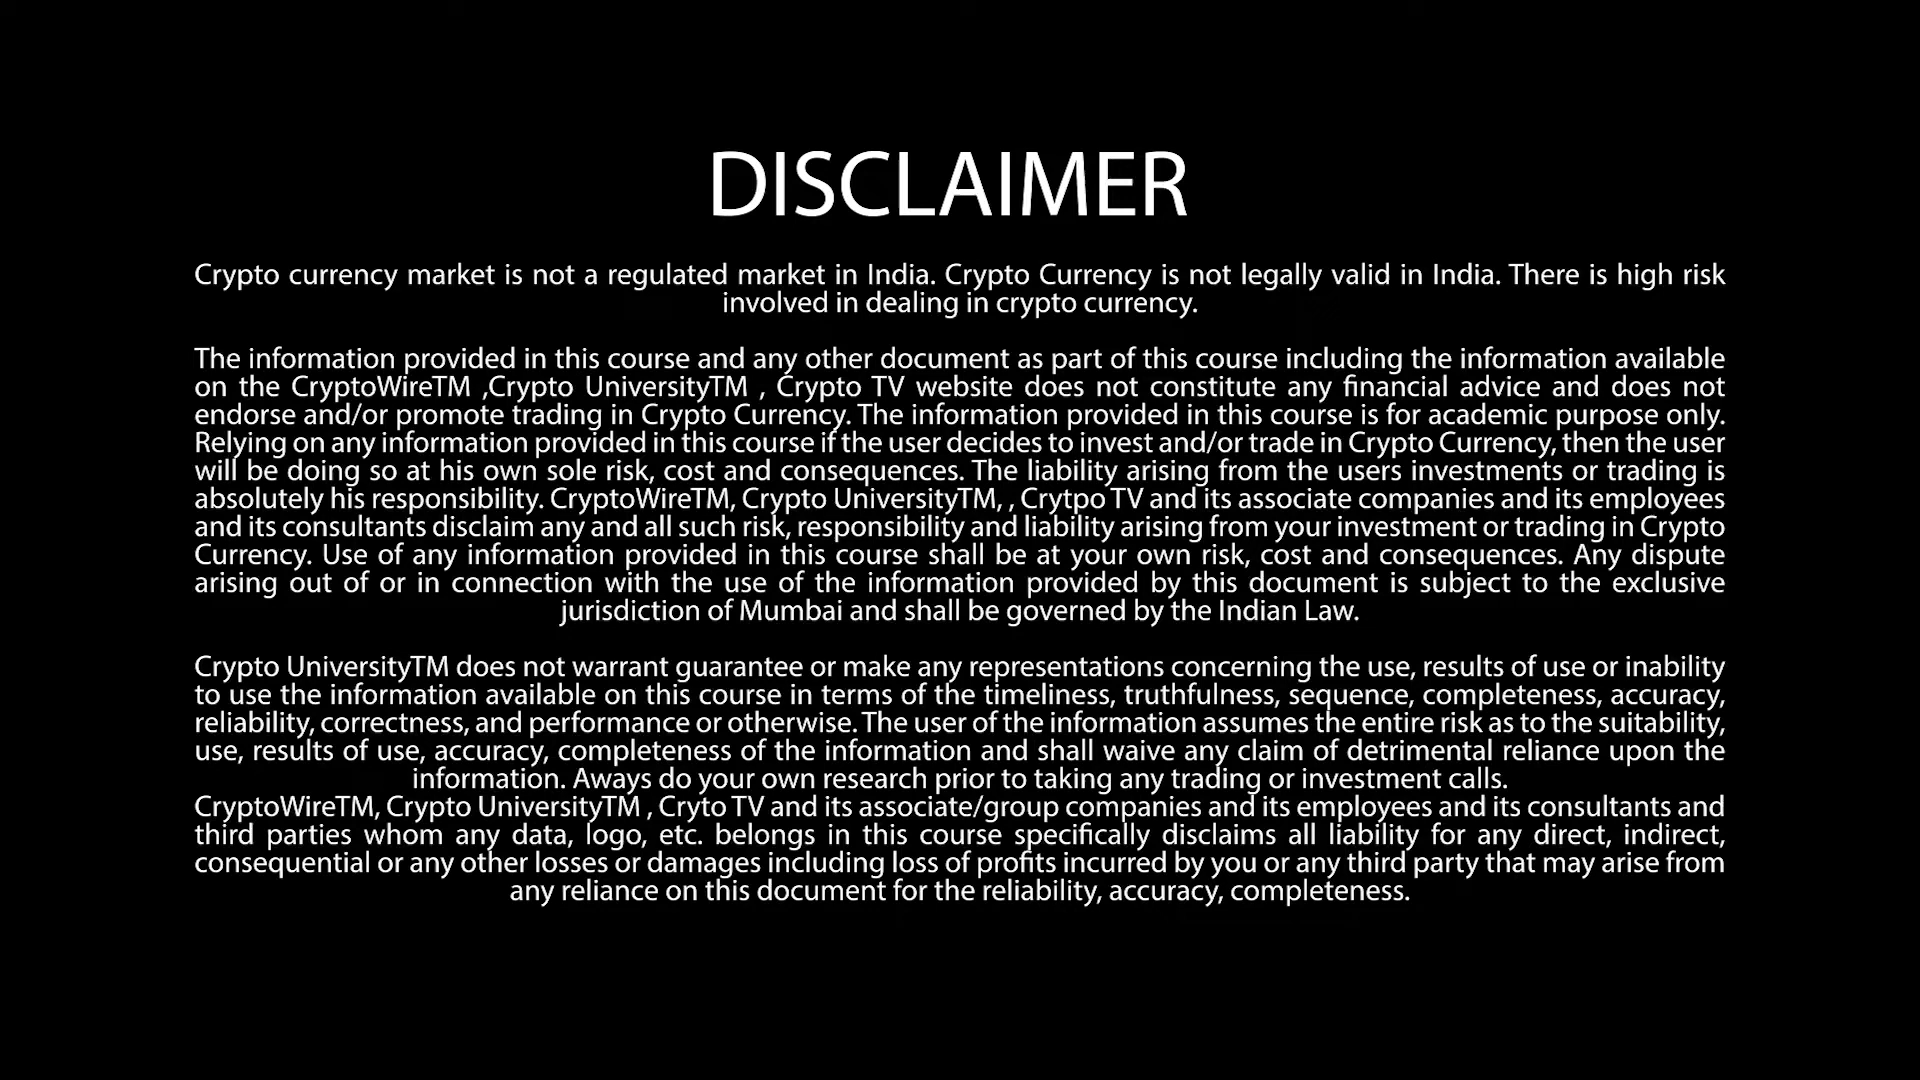 DISCLAIMER
Crypto currency market is not a regulated market in India. Crypto Currency is not legally valid in India. There is high risk
involved in dealing in crypto currency.
The information provided in this course and any other document as part of this course including the information available
on the CryptoWireTM ,Crypto UniversityTM , Crypto TV website does not constitute any financial advice and does not
endorse and/or promote trading in Crypto Currency. The information provided in this course is for academic purpose only.
Relying on any information provided in this course if the user decides to invest and/or trade in Crypto Currency, then the user
will be doing so at his own sole risk, cost and consequences. The liability arising from the users investments or trading is
absolutely his responsibility. CryptoWireTM, Crypto UniversityTM, , Crytpo TV and its associate companies and its employees
and its consultants disclaim any and all such risk, responsibility and liability arising from your investment or trading in Crypto
Currency. Use of any information provided in this course shall be at your own risk, cost and consequences. Any dispute
arising out of or in connection with the use of the information provided by this document is subject to the exclusive
jurisdiction of Mumbai and shall be governed by the Indian Law.
Crypto UniversityTM does not warrant guarantee or make any representations concerning the use, results of use or inability
to use the information available on this course in terms of the timeliness, truthfulness, sequence, completeness, accuracy,
reliability, correctness, and performance or otherwise. The user of the information assumes the entire risk as to the suitability,
use, results of use, accuracy, completeness of the information and shall waive any claim of detrimental reliance upon the
information. Aways do your own research prior to taking any trading or investment calls.
CryptoWireTM, Crypto UniversityTM , Cryto TV and its associate/group companies and its employees and its consultants and
third parties whom any data, logo, etc. belongs in this course specifically disclaims all liability for any direct, indirect,
consequential or any other losses or damages including loss of profits incurred by you or any third party that may arise from
any reliance on this document for the reliability, accuracy, completeness.